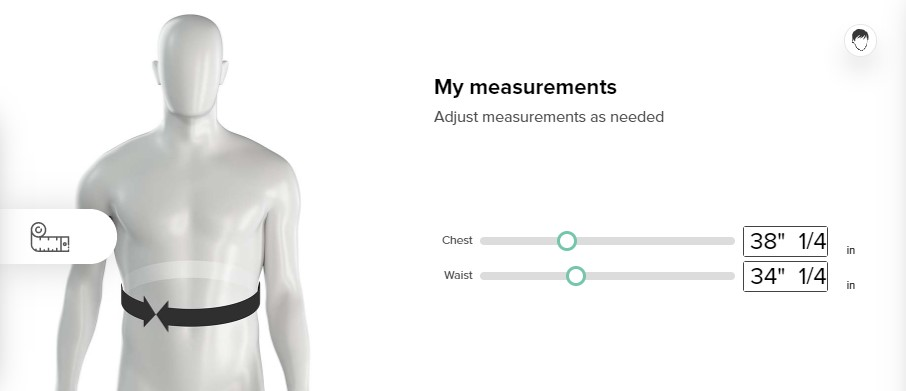 My measurements
Adjust measurements as needed
Chest 38" 1/4 in
Waist 34" 1/4 in